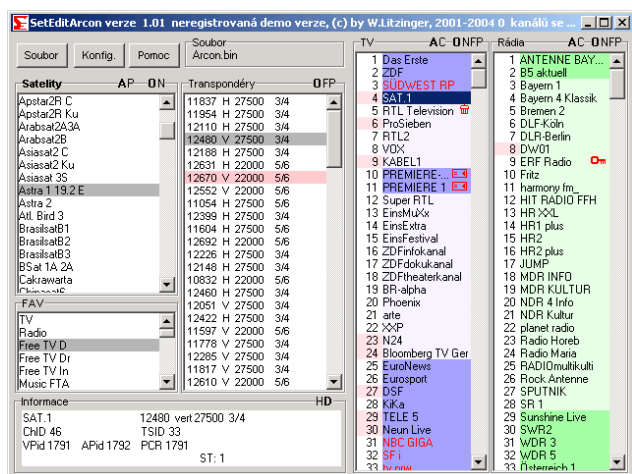 SetEditArcon verze 1.01 neregistrovaná demo verze, (c) by W.Litzinger, 2001-2004 0 kanálů se ...
Soubor
Konfig.
Pomoc
Soubor
Arcon.bin
Satelity AP ON
Apstar2R C
Apstar2R Ku
Arabsat2A3A
Arabsat2B
Asiasat2 C
Asiasat2 Ku
Asiasat 3S
Astra 1 19.2 E
Astra 2
Atl. Bird 3
BrasilsatB1
BrasilsatB2
BrasilsatB3
BSat 1A 2A
Cakrawarta
ChinasatC
FAV
TV
Radio
Free TV D
Free TV Dr
Free TV In
Music FTA
Transpondéry OFP
11837 H 27500 3/4
11954 H 27500 3/4
12110 H 27500 3/4
12480 V 27500 3/4
12188 H 27500 3/4
12631 H 22000 5/6
12670 V 22000 5/6
12552 V 22000 5/6
11054 H 27500 5/6
12399 H 27500 3/4
11604 H 27500 5/6
12692 H 22000 5/6
12226 H 27500 3/4
12148 H 27500 3/4
10832 H 22000 5/6
12460 H 27500 3/4
12051 V 27500 3/4
12422 H 27500 3/4
11597 V 22000 5/6
11778 V 27500 3/4
12285 V 27500 3/4
11817 V 27500 3/4
12610 V 22000 5/6
Informace HD
SAT.1 12480 vert 27500 3/4
ChID 46 TSID 33
VPid 1791 APid 1792 PCR 1791
ST: 1
TV AC ONFP
1 Das Erste
2 ZDF
3 SÜDWEST RP
4 SAT.1
5 RTL Television
6 ProSieben
7 RTL2
8 VOX
9 KABEL1
10 PREMIERE-...
11 PREMIERE 1
12 Super RTL
13 EinsMuXx
14 EinsExtra
15 EinsFestival
16 ZDFinfokanal
17 ZDFdokukanal
18 ZDFtheaterkanal
19 BR-alpha
20 Phoenix
21 arte
22 XXP
23 N24
24 Bloomberg TV Ger
25 EuroNews
26 Eurosport
27 DSF
28 KiKa
29 TELE 5
30 Neun Live
31 NBC GIGA
32 SF i
33 tv.nrw
Rádia AC ONFP
1 ANTENNE BAY...
2 B5 aktuell
3 Bayern 1
4 Bayern 4 Klassik
5 Bremen 2
6 DLF-Köln
7 DLR-Berlin
8 DW01
9 ERF Radio
10 Fritz
11 harmony fm_
12 HIT RADIO FFH
13 HR XXL
14 HR1 plus
15 HR2
16 HR2 plus
17 JUMP
18 MDR INFO
19 MDR KULTUR
20 NDR 4 Info
21 NDR Kultur
22 planet radio
23 Radio Horeb
24 Radio Maria
25 RADIOmultikulti
26 Rock Antenne
27 SPUTNIK
28 SR 1
29 Sunshine Live
30 SWR2
31 WDR 3
32 WDR 5
33 Österreich 1